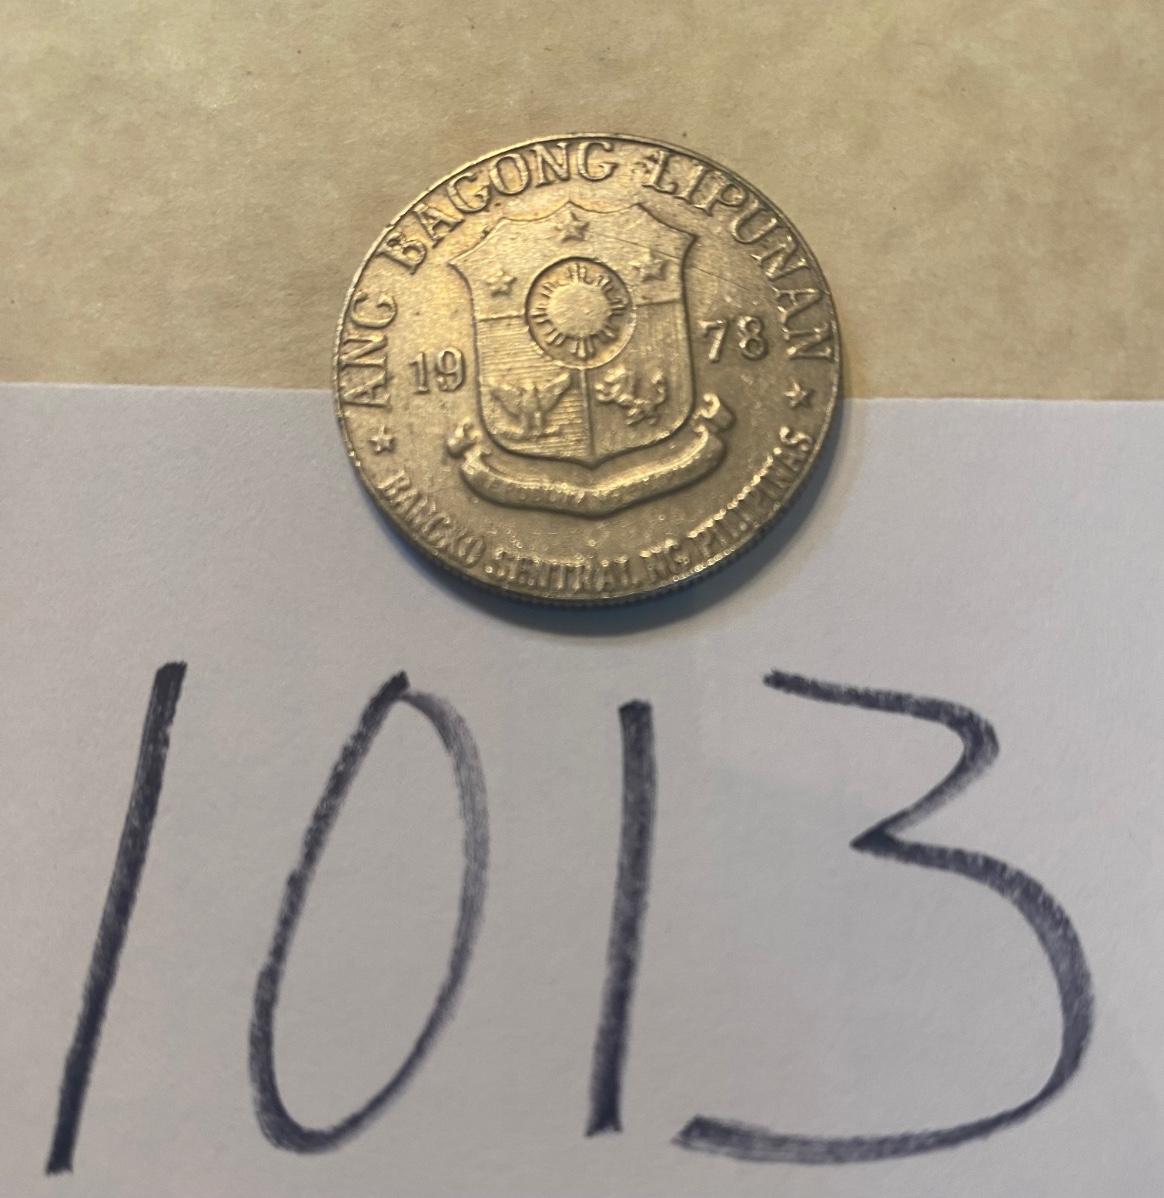 ANG BAGONG LIPUNAN
19 78
BANGKO SENTRAL NG PILIPINAS
1013